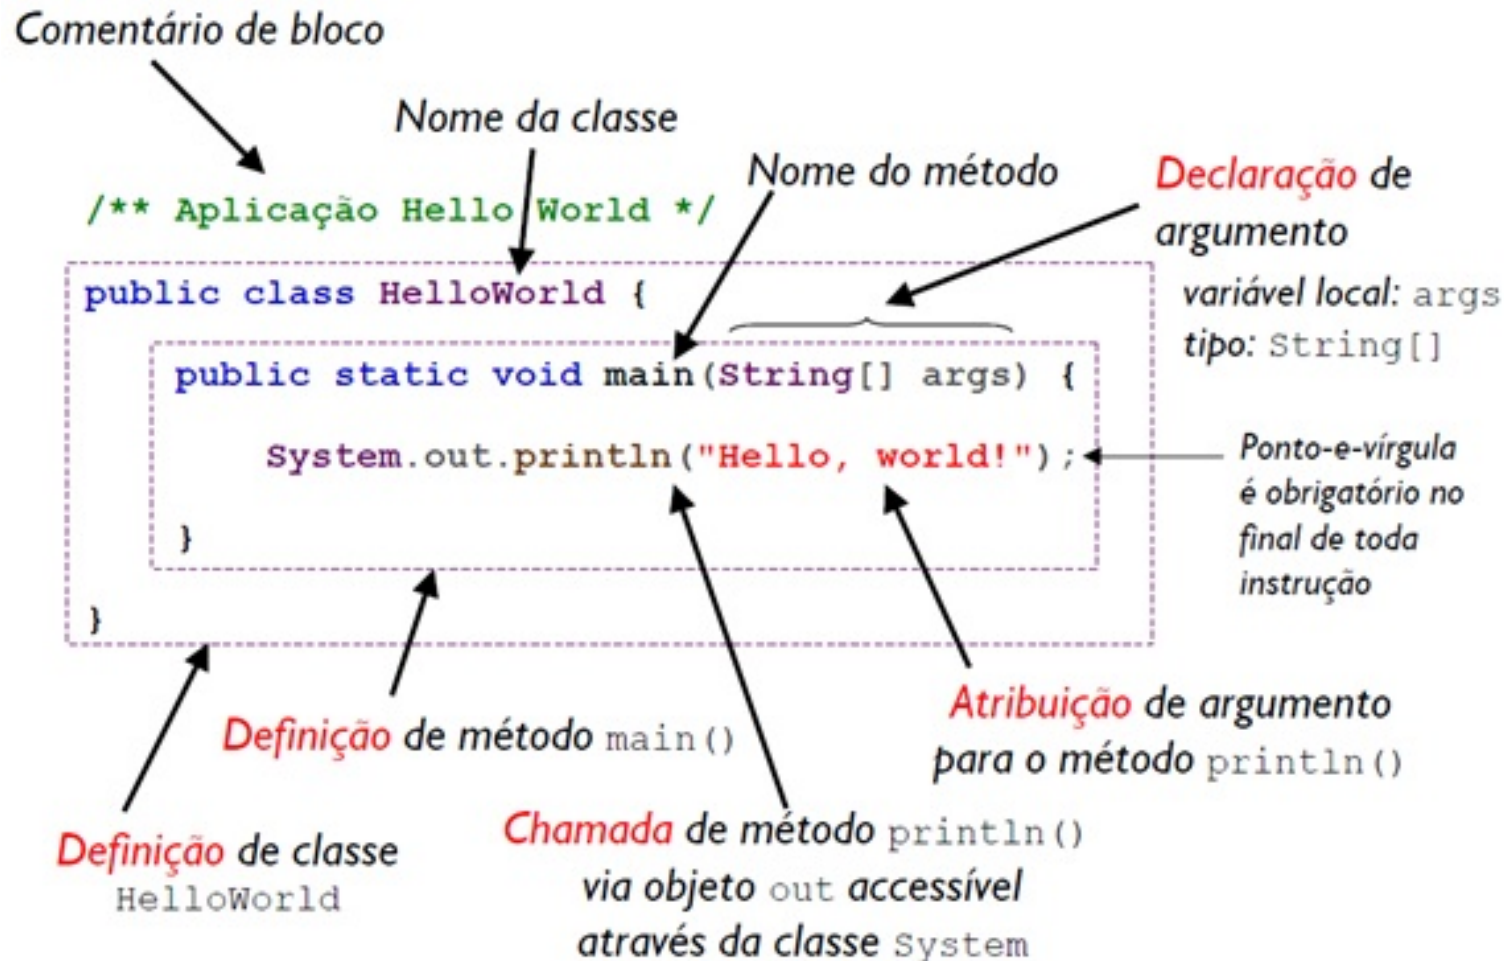 Comentário de bloco
Nome da classe
Nome do método
Declaração de
argumento
variável local: args
tipo: String[]
/** Aplicação Hello World */
public class HelloWorld {
public static void main(String[] args) {
System.out.println("Hello, world!");
}
}
Ponto-e-vírgula
é obrigatório no
final de toda
instrução
Definição de método main()
Atribuição de argumento
para o método println()
Definição de classe
HelloWorld
Chamada de método println()
via objeto out accessível
através da classe System